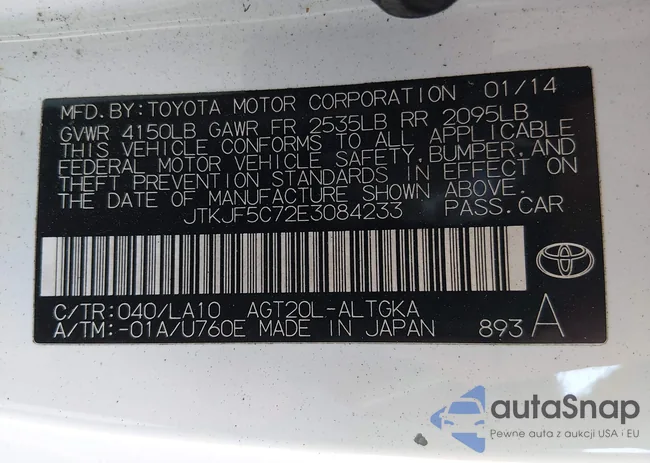 MFD. BY: TOYOTA MOTOR CORPORATION 01/14
GVWR 4150LB GAWR FR 2535LB RR 2095LB
THIS VEHICLE CONFORMS TO ALL APPLICABLE
FEDERAL MOTOR VEHICLE SAFETY, BUMPER, AND
THEFT PREVENTION STANDARDS IN EFFECT ON
THE DATE OF MANUFACTURE SHOWN ABOVE.
JTKJF5C72E3084233 PASS. CAR
C/TR: 040/LA10 AGT20L-ALTGKA
A/TM: -01A/U760E MADE IN JAPAN 893 A
autaSnap
Pewne auta z aukcji USA i EU